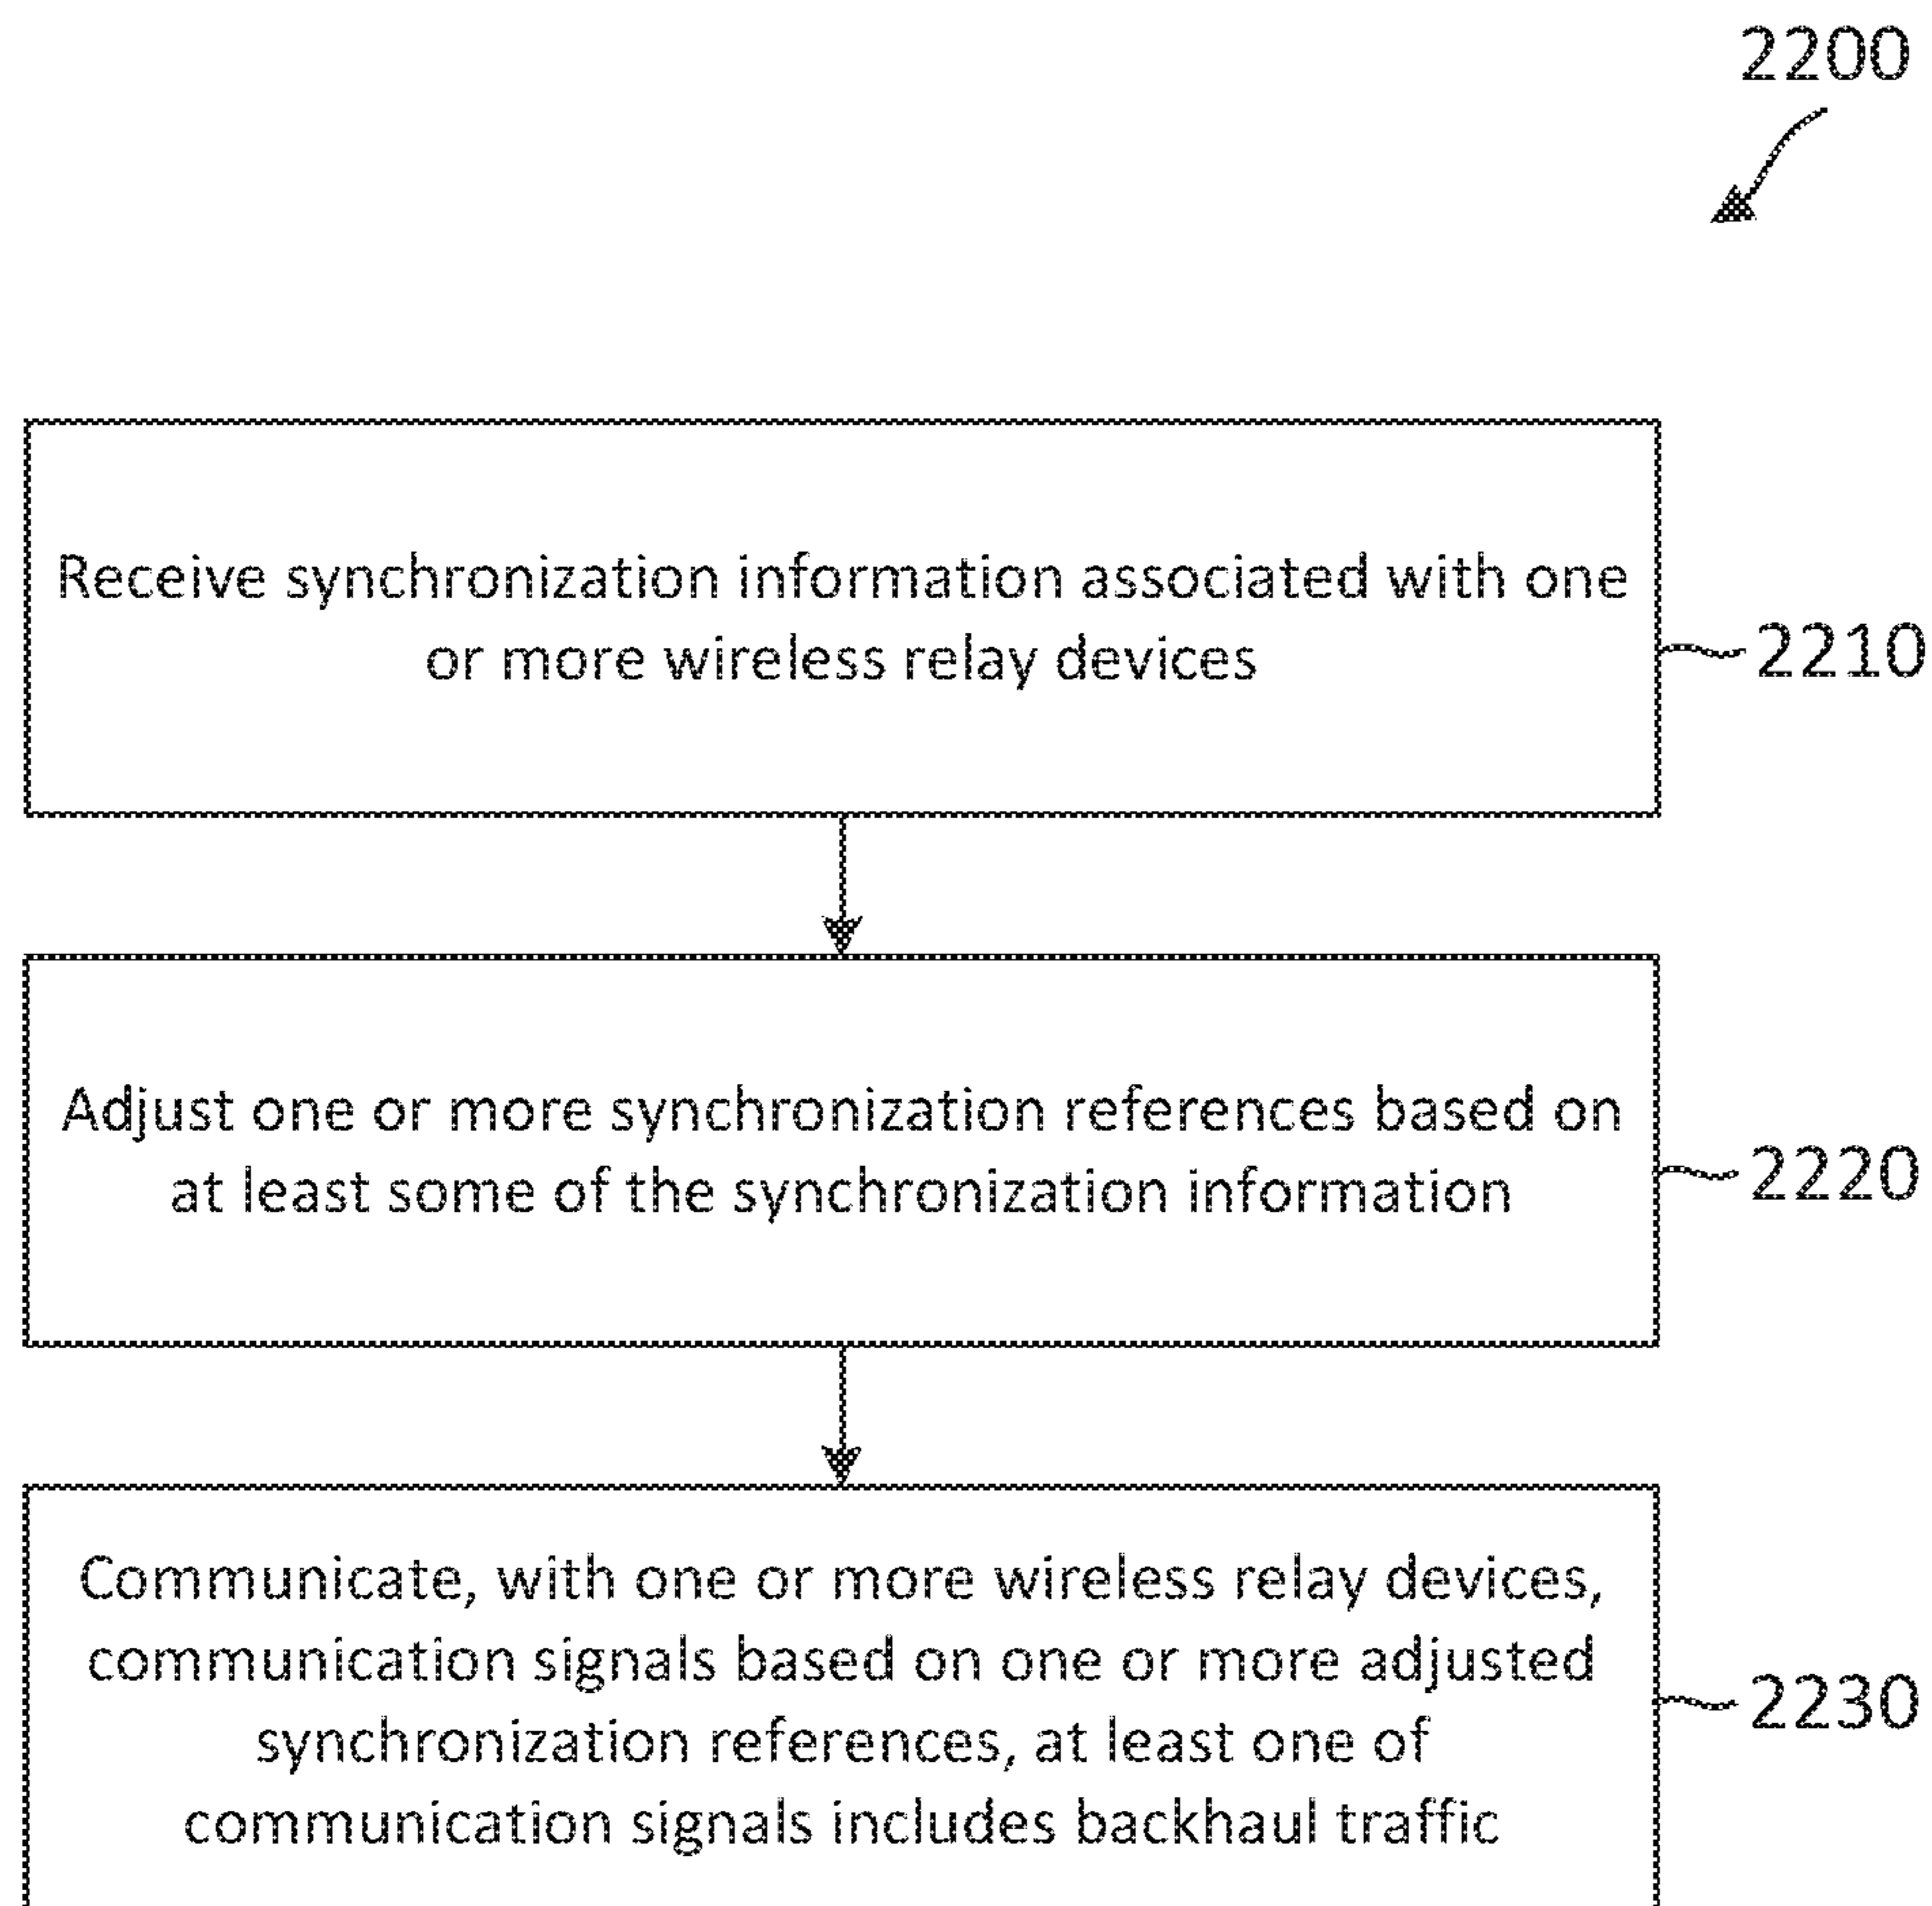 2200
Receive synchronization information associated with one
or more wireless relay devices
2210
Adjust one or more synchronization references based on
at least some of the synchronization information
2220
Communicate, with one or more wireless relay devices,
communication signals based on one or more adjusted
synchronization references, at least one of
communication signals includes backhaul traffic
2230